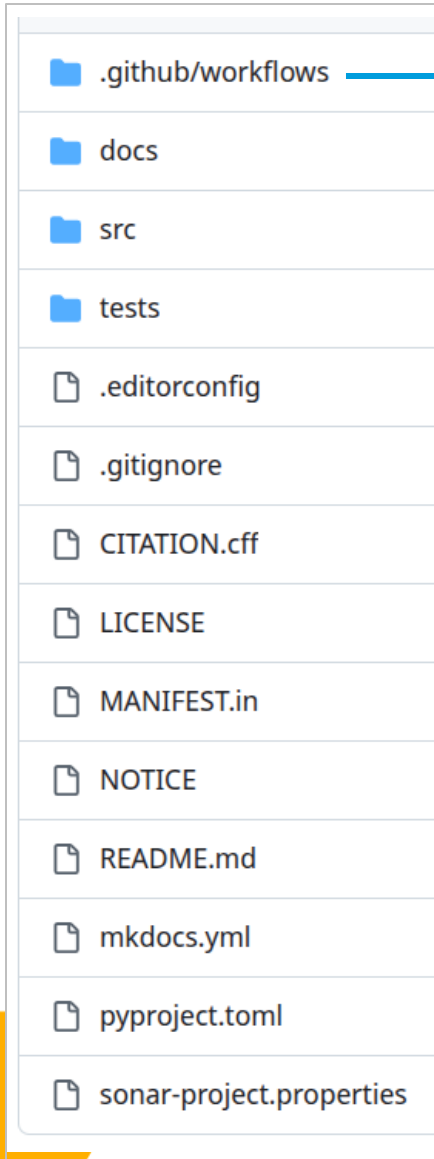 .github/workflows
docs
src
tests
.editorconfig
.gitignore
CITATION.cff
LICENSE
MANIFEST.in
NOTICE
README.md
mkdocs.yml
pyproject.toml
sonar-project.properties